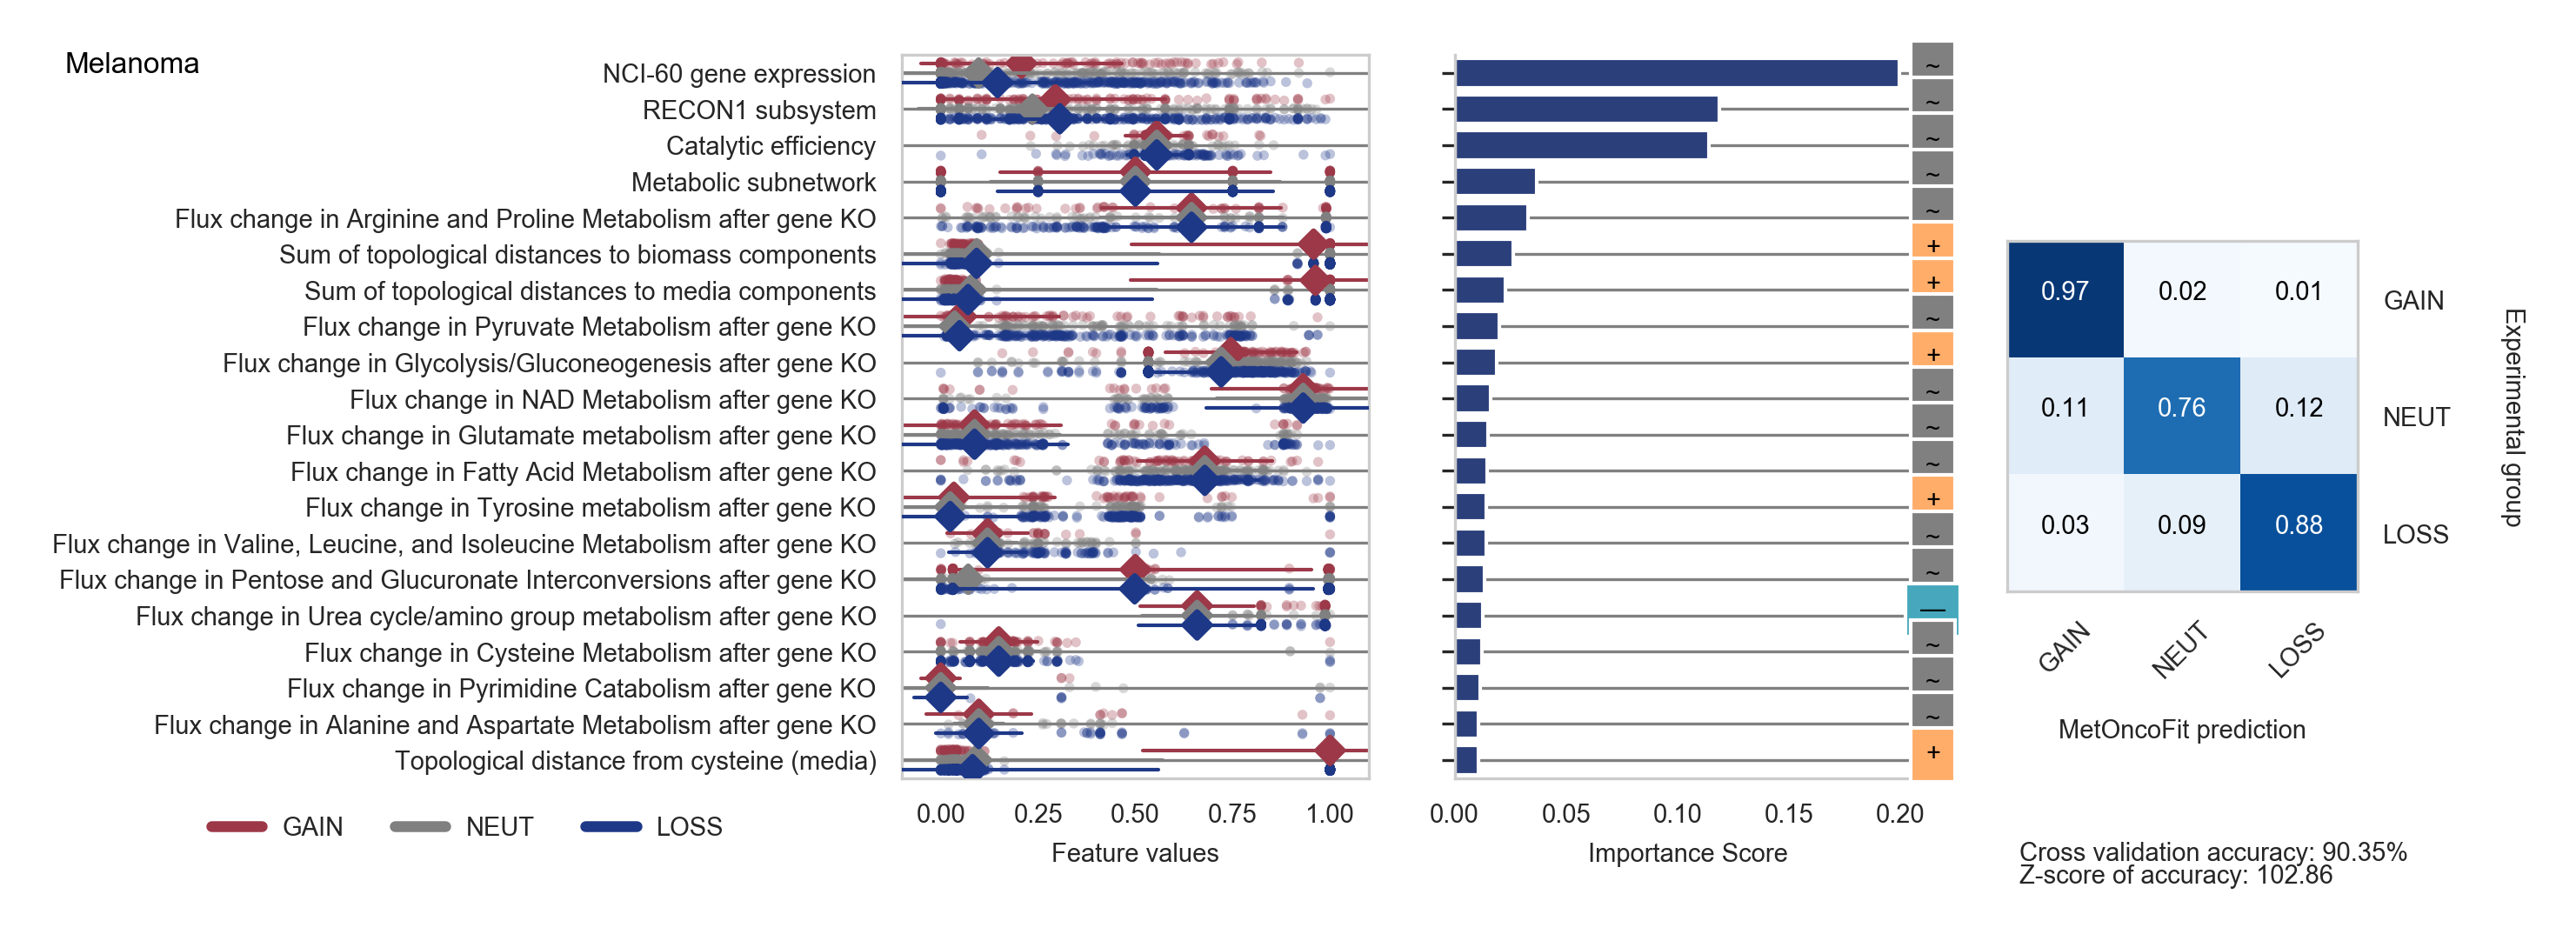 Melanoma
NCI-60 gene expression
RECON1 subsystem
Catalytic efficiency
Metabolic subnetwork
Flux change in Arginine and Proline Metabolism after gene KO
Sum of topological distances to biomass components
Sum of topological distances to media components
Flux change in Pyruvate Metabolism after gene KO
Flux change in Glycolysis/Gluconeogenesis after gene KO
Flux change in NAD Metabolism after gene KO
Flux change in Glutamate metabolism after gene KO
Flux change in Fatty Acid Metabolism after gene KO
Flux change in Tyrosine metabolism after gene KO
Flux change in Valine, Leucine, and Isoleucine Metabolism after gene KO
Flux change in Pentose and Glucuronate Interconversions after gene KO
Flux change in Urea cycle/amino group metabolism after gene KO
Flux change in Cysteine Metabolism after gene KO
Flux change in Pyrimidine Catabolism after gene KO
Flux change in Alanine and Aspartate Metabolism after gene KO
Topological distance from cysteine (media)
GAIN NEUT LOSS
0.00 0.25 0.50 0.75 1.00
Feature values
~
~
~
~
~
+
+
~
+
~
~
~
+
~
~
—
~
~
~
+
0.00 0.05 0.10 0.15 0.20
Importance Score
0.97 0.02 0.01 GAIN
0.11 0.76 0.12 NEUT
0.03 0.09 0.88 LOSS
Experimental group
GAIN NEUT LOSS
MetOncoFit prediction
Cross validation accuracy: 90.35%
Z-score of accuracy: 102.86